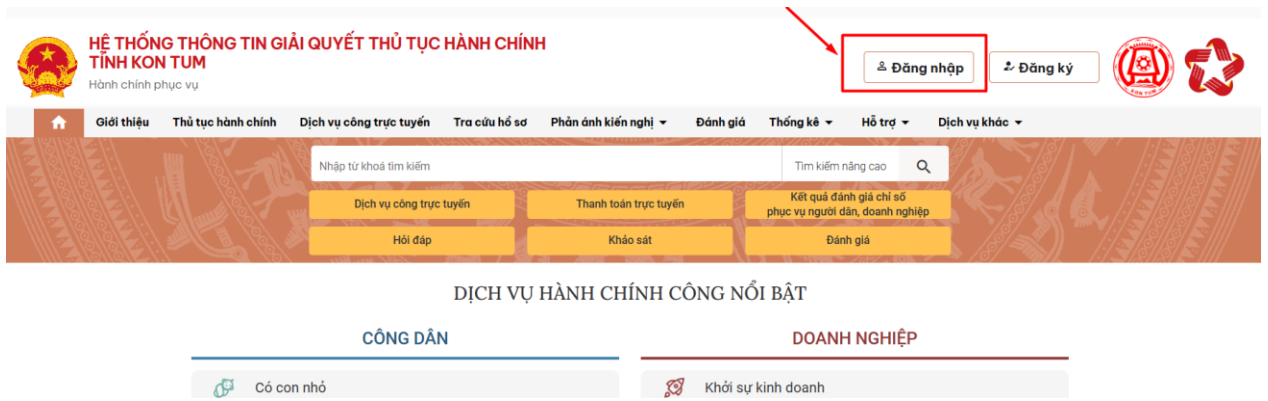 HỆ THỐNG THÔNG TIN GIẢI QUYẾT THỦ TỤC HÀNH CHÍNH
TỈNH KON TUM
Hành chính phục vụ
Đăng nhập
Đăng ký
KON TUM
Giới thiệu Thủ tục hành chính Dịch vụ công trực tuyến Tra cứu hồ sơ Phản ánh kiến nghị Đánh giá Thống kê Hỗ trợ Dịch vụ khác
Nhập từ khoá tìm kiếm Tìm kiếm nâng cao
Dịch vụ công trực tuyến
Thanh toán trực tuyến
Kết quả đánh giá chỉ số
phục vụ người dân, doanh nghiệp
Hỏi đáp
Khảo sát
Đánh giá
DỊCH VỤ HÀNH CHÍNH CÔNG NỔI BẬT
CÔNG DÂN
Có con nhỏ
DOANH NGHIỆP
Khởi sự kinh doanh